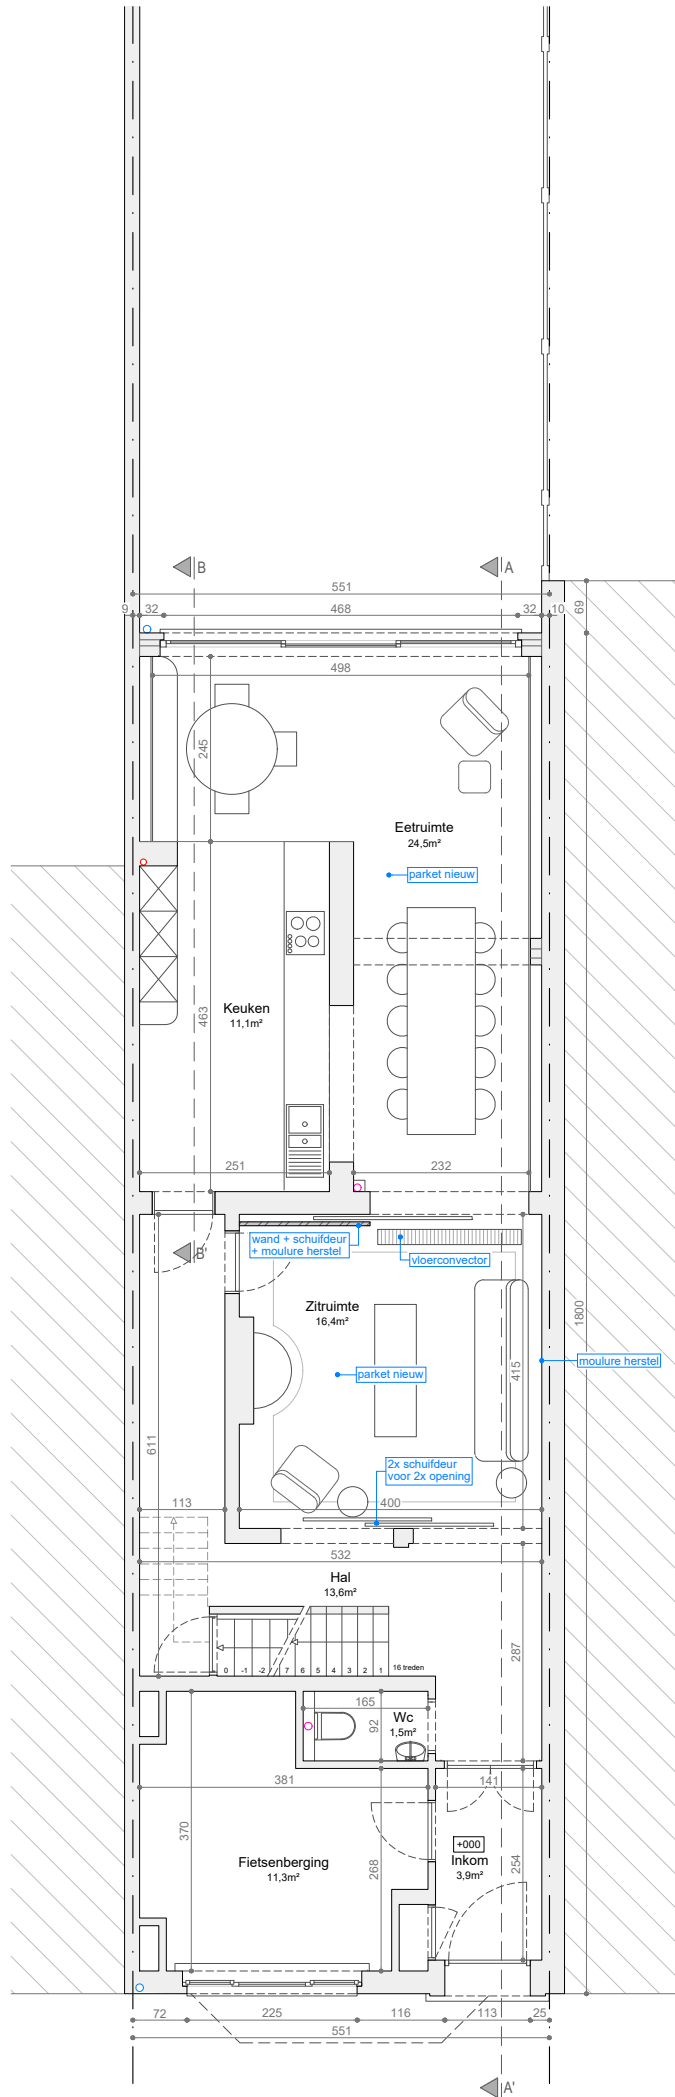 B
A
551
9
32
468
32
10
69
498
245
Eetruimte
24,5m²
parket nieuw
Keuken
11,1m²
463
251
232
wand + schuifdeur
+ moulure herstel
B'
vloerconvector
Zitruimte
16,4m²
1800
moulure herstel
415
parket nieuw
611
2x schuifdeur
voor 2x opening
113
400
532
Hal
13,6m²
287
0 -1 -2 7 6 5 4 3 2 1
16 treden
165
Wc
1,5m²
92
381
141
370
+000
Inkom
3,9m²
Fietsenberging
11,3m²
268
254
72
225
116
113
25
551
A'